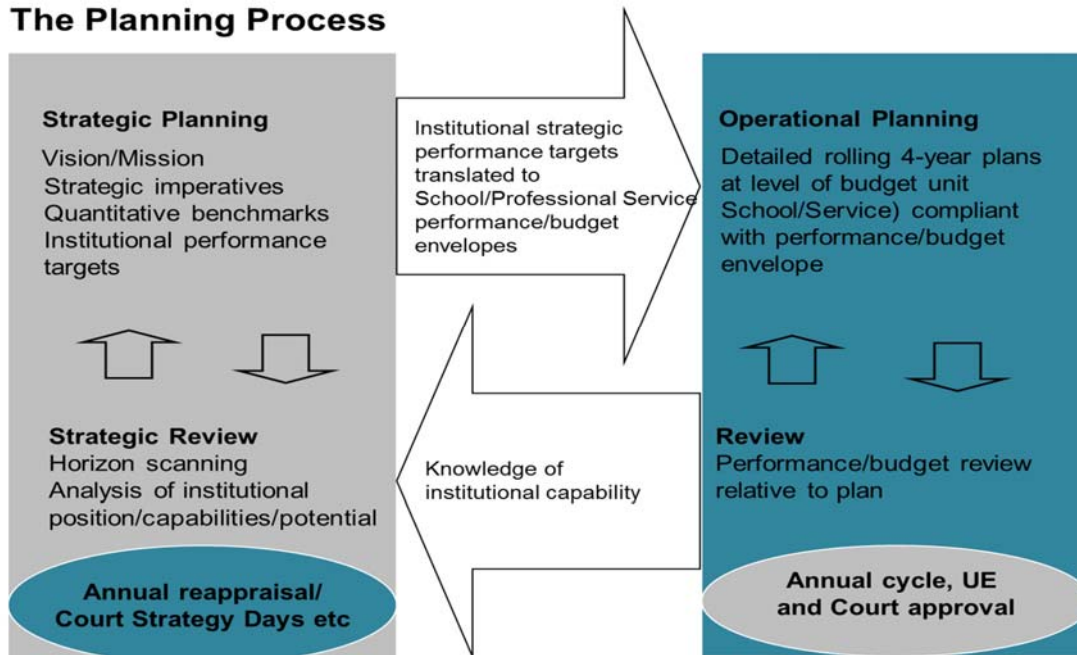 The Planning Process
Strategic Planning
Vision/Mission
Strategic imperatives
Quantitative benchmarks
Institutional performance
targets
Strategic Review
Horizon scanning
Analysis of institutional
position/capabilities/potential
Annual reappraisal/
Court Strategy Days etc
Institutional strategic
performance targets
translated to
School/Professional Service
performance/budget
envelopes
Knowledge of
institutional capability
Operational Planning
Detailed rolling 4-year plans
at level of budget unit
School/Service) compliant
with performance/budget
envelope
Review
Performance/budget review
relative to plan
Annual cycle, UE
and Court approval